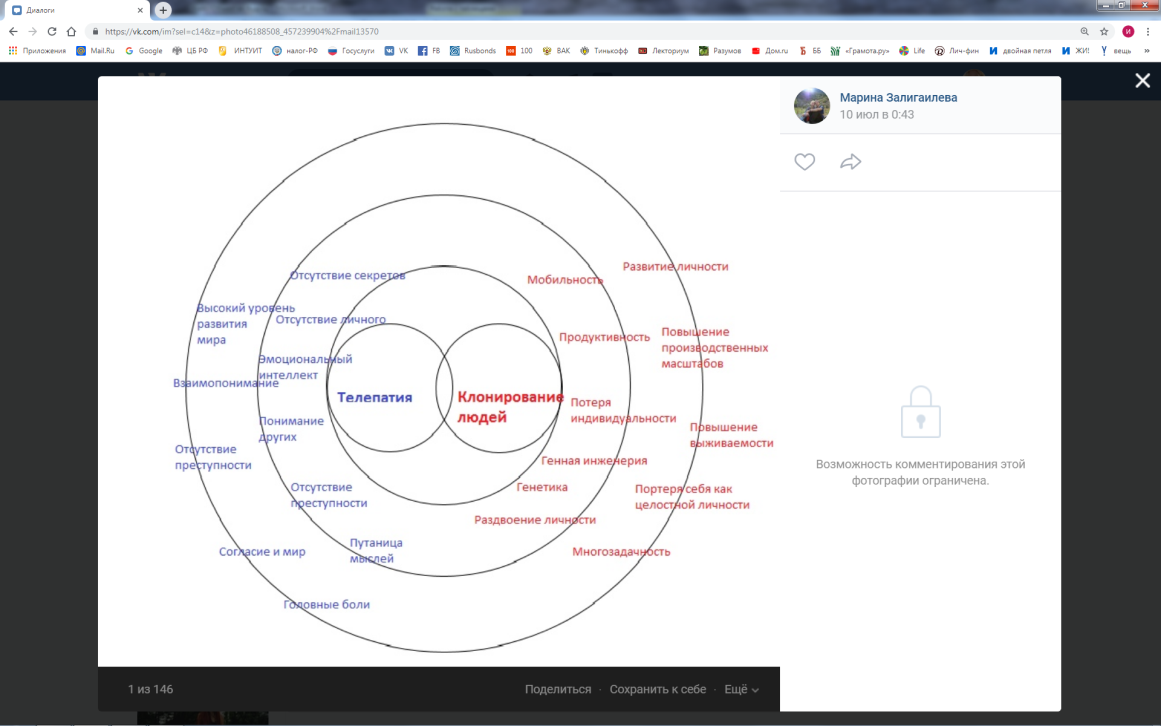 Диалоги
https://vk.com/im?sel=c14&z=photo46188508_457239904%2Fmail13570
Приложения
Mail.Ru
Google
ЦБ РФ
ИНТУИТ
налог-РФ
Госуслуги
VK
FB
Rusbonds
100
ВАК
Тинькофф
Лекториум
Разумов
Дом.ru
ББ
«Грамота.ру»
Life
Лич-фин
двойная петля
ЖИ!
вещь
»
Марина Залигаилева
10 июл в 0:43
Отсутствие секретов
Мобильность
Развитие личности
Высокий уровень
развития
мира
Отсутствие личного
Продуктивность
Повышение
производственных
масштабов
Эмоциональный
интеллект
Взаимопонимание
Телепатия
Клонирование
людей
Потеря
индивидуальности
Понимание
других
Повышение
выживаемости
Отсутствие
преступности
Генная инженерия
Отсутствие
преступности
Генетика
Портеря себя как
целостной личности
Раздвоение личности
Согласие и мир
Путаница
мыслей
Многозадачность
Головные боли
Возможность комментирования этой
фотографии ограничена.
1 из 146
Поделиться · Сохранить к себе · Ещё